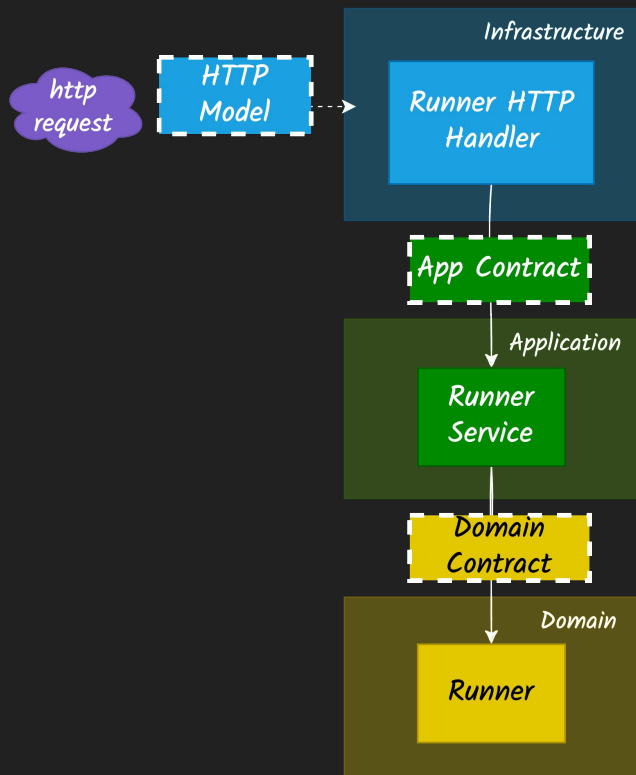 Infrastructure
http
request
HTTP
Model
Runner HTTP
Handler
App Contract
Application
Runner
Service
Domain
Contract
Domain
Runner